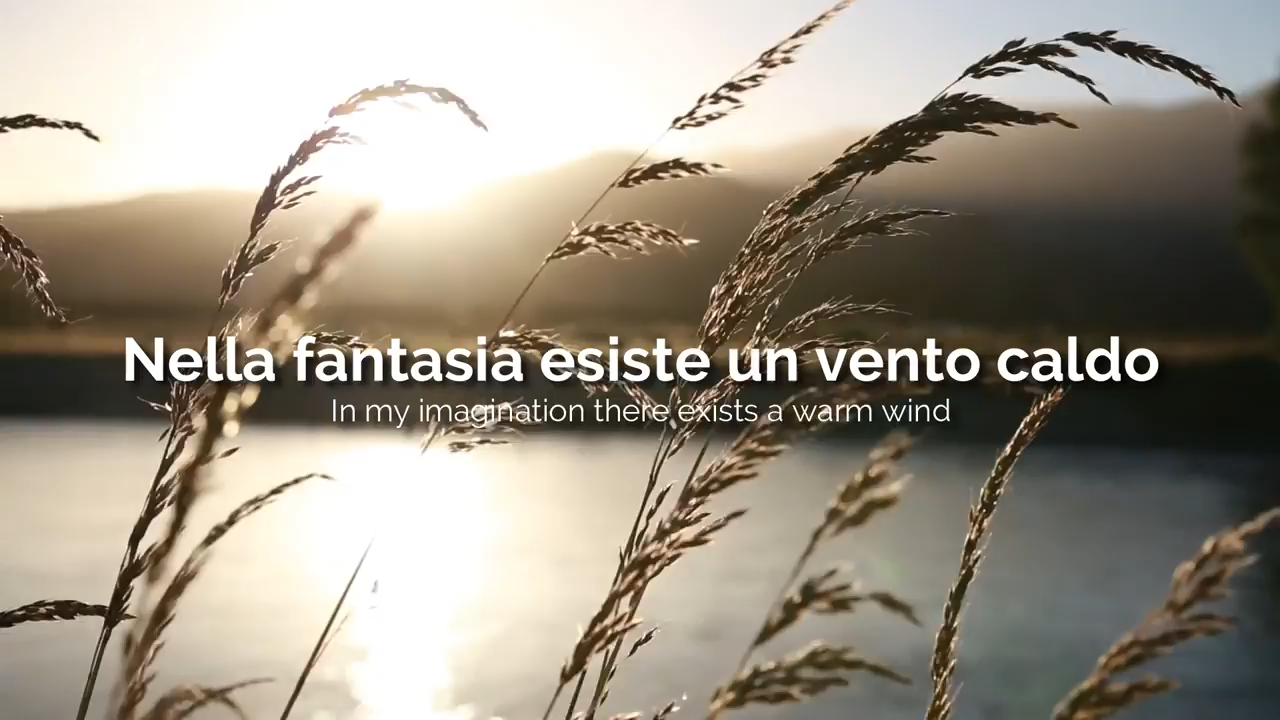 Nella fantasia esiste un vento caldo
In my imagination there exists a warm wind